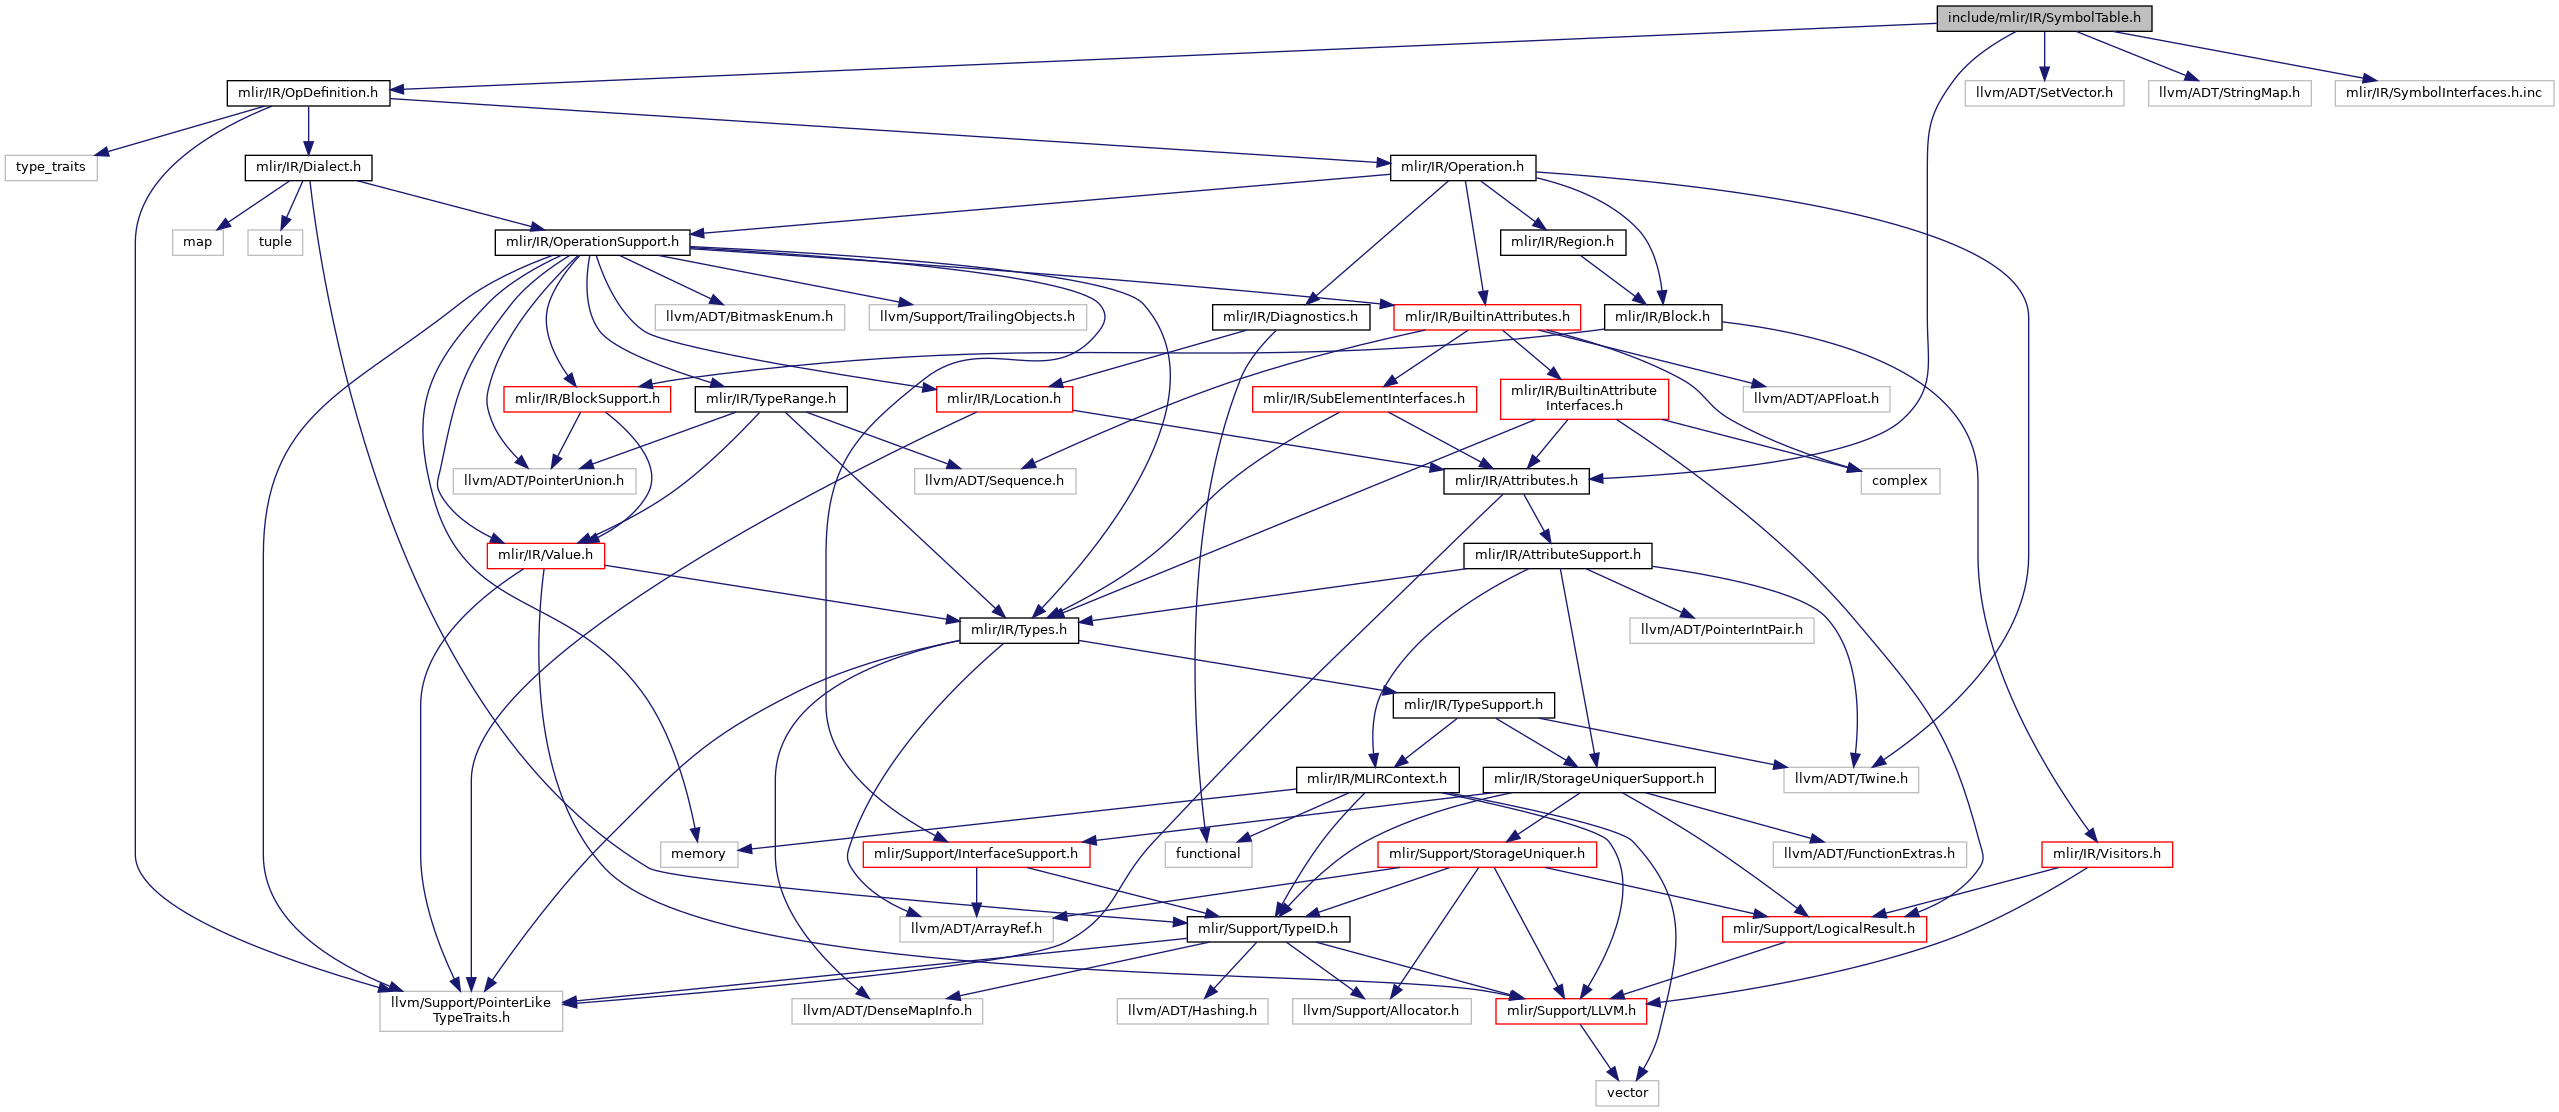 include/mlir/IR/SymbolTable.h
mlir/IR/OpDefinition.h
llvm/ADT/SetVector.h
llvm/ADT/StringMap.h
mlir/IR/SymbolInterfaces.h.inc
type_traits
mlir/IR/Dialect.h
mlir/IR/Operation.h
map
tuple
mlir/IR/OperationSupport.h
mlir/IR/Region.h
llvm/ADT/BitmaskEnum.h
llvm/Support/TrailingObjects.h
mlir/IR/Diagnostics.h
mlir/IR/BuiltinAttributes.h
mlir/IR/Block.h
mlir/IR/BlockSupport.h
mlir/IR/TypeRange.h
mlir/IR/Location.h
mlir/IR/SubElementInterfaces.h
mlir/IR/BuiltinAttribute
Interfaces.h
llvm/ADT/APFloat.h
llvm/ADT/PointerUnion.h
llvm/ADT/Sequence.h
mlir/IR/Attributes.h
complex
mlir/IR/Value.h
mlir/IR/AttributeSupport.h
mlir/IR/Types.h
llvm/ADT/PointerIntPair.h
mlir/IR/TypeSupport.h
mlir/IR/MLIRContext.h
mlir/IR/StorageUniquerSupport.h
llvm/ADT/Twine.h
memory
mlir/Support/InterfaceSupport.h
functional
mlir/Support/StorageUniquer.h
llvm/ADT/FunctionExtras.h
mlir/IR/Visitors.h
llvm/ADT/ArrayRef.h
mlir/Support/TypeID.h
mlir/Support/LogicalResult.h
llvm/Support/PointerLike
TypeTraits.h
llvm/ADT/DenseMapInfo.h
llvm/ADT/Hashing.h
llvm/Support/Allocator.h
mlir/Support/LLVM.h
vector